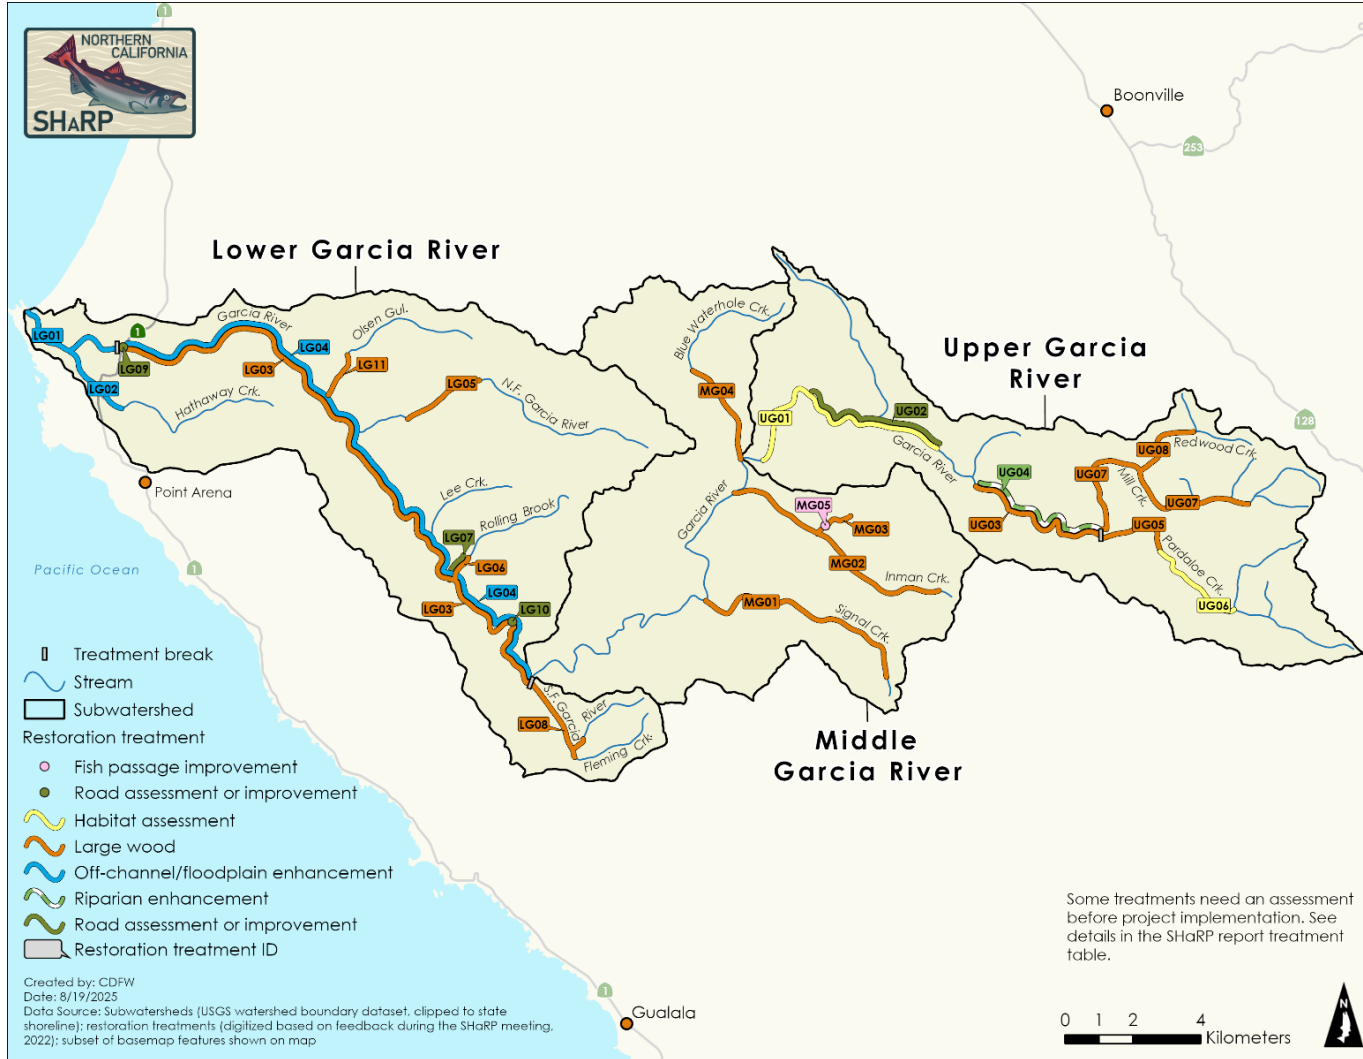 1
NORTHERN
CALIFORNIA
SHaRP
Boonville
253
Lower Garcia River
Upper Garcia
River
Middle
Garcia River
LG01
LG02
1
LG09
Garcia River
LG03
LG04
Olsen Gul.
LG11
LG05
N.F. Garcia River
Hathaway Crk.
Point Arena
Lee Crk.
Rolling Brook
LG07
LG06
LG04
LG03
LG10
S.F. Garcia
River
LG08
Fleming Crk.
Blue Waterhole Crk.
MG04
Garcia River
MG05
MG03
MG02
Inman Crk.
MG01
Signal Crk.
UG01
UG02
Garcia River
UG04
UG03
UG07
UG08
Redwood Crk.
Mill Crk.
UG07
UG05
Pardaloe Crk.
UG06
128
1
Pacific Ocean
Treatment break
Stream
Subwatershed
Restoration treatment
Fish passage improvement
Road assessment or improvement
Habitat assessment
Large wood
Off-channel/floodplain enhancement
Riparian enhancement
Road assessment or improvement
Restoration treatment ID
Created by: CDFW
Date: 8/19/2025
Data Source: Subwatersheds (USGS watershed boundary dataset, clipped to state
shoreline); restoration treatments (digitized based on feedback during the SHaRP meeting,
2022); subset of basemap features shown on map
1
Gualala
Some treatments need an assessment
before project implementation. See
details in the SHaRP report treatment
table.
0 1 2 4
Kilometers
N